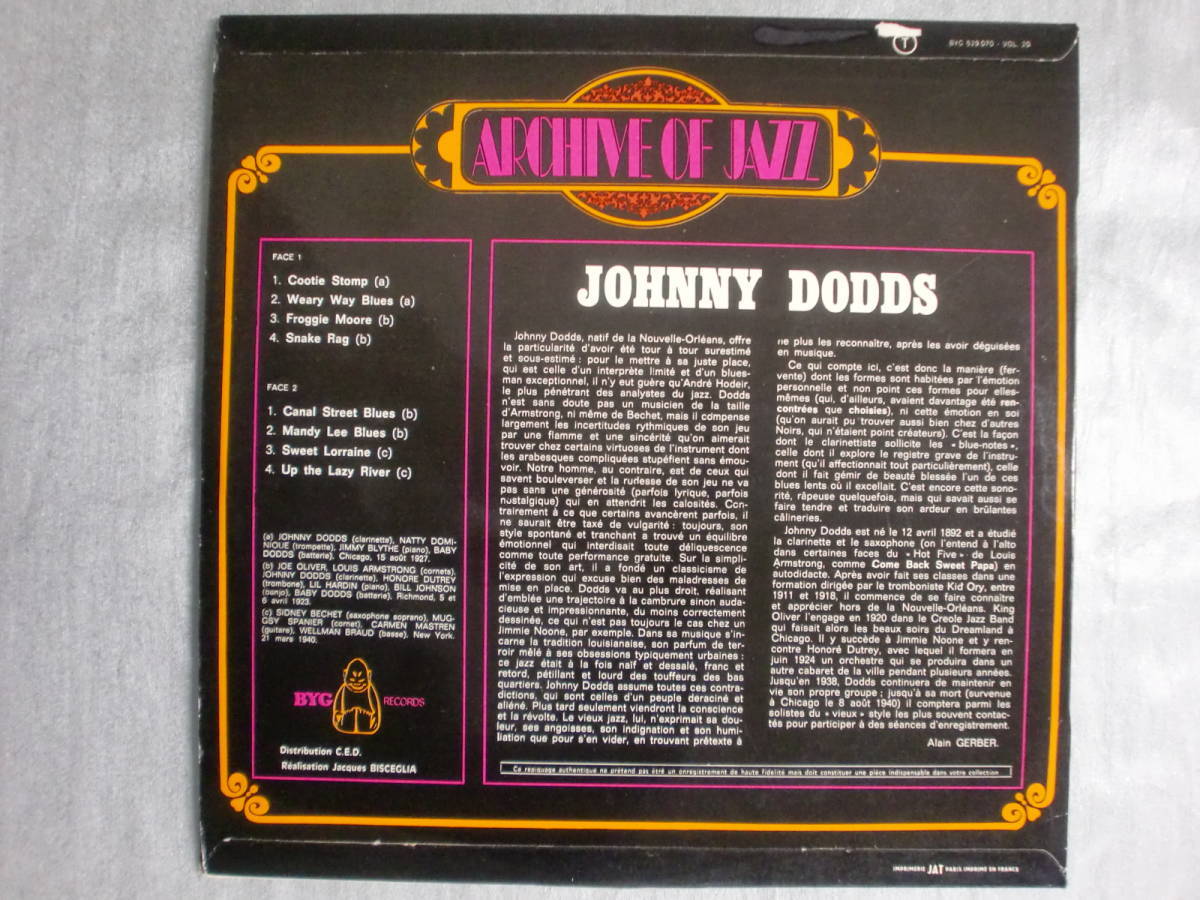 T
BYG 529070 - VOL. 20
ARCHIVE OF JAZZ
FACE 1
1. Cootie Stomp (a)
2. Weary Way Blues (a)
3. Froggie Moore (b)
4. Snake Rag (b)
FACE 2
1. Canal Street Blues (b)
2. Mandy Lee Blues (b)
3. Sweet Lorraine (c)
4. Up the Lazy River (c)
(a) JOHNNY DODDS (clarinette), NATTY DOMI-
NIQUE (trompette), JIMMY BLYTHE (piano), BABY
DODDS (batterie), Chicago, 15 août 1927.
(b) JOE OLIVER, LOUIS ARMSTRONG (cornets),
JOHNNY DODDS (clarinette), HONORE DUTREY
(trombone), LIL HARDIN (piano), BILL JOHNSON
(banjo), BABY DODDS (batterie), Richmond, 5 et
6 avril 1923.
(c) SIDNEY BECHET (saxophone soprano), MUG-
GSY SPANIER (cornet), CARMEN MASTREN
(guitare), WELLMAN BRAUD (basse), New York.
21 mars 1940.
BYG RECORDS
Distribution C.E.D.
Réalisation Jacques BISCEGLIA
JOHNNY DODDS
Johnny Dodds, natif de la Nouvelle-Orléans, offre
la particularité d'avoir été tour à tour surestimé
et sous-estimé : pour le mettre à sa juste place,
qui est celle d'un interprète limité et d'un blues-
man exceptionnel, il n'y eut guère qu'André Hodeir,
le plus pénétrant des analystes du jazz. Dodds
n'est sans doute pas un musicien de la taille
d'Armstrong, ni même de Bechet, mais il compense
largement les incertitudes rythmiques de son jeu
par une flamme et une sincérité qu'on aimerait
trouver chez certains virtuoses de l'instrument dont
les arabesques compliquées stupéfient sans émou-
voir. Notre homme, au contraire, est de ceux qui
savent bouleverser et la rudesse de son jeu ne va
pas sans une générosité (parfois lyrique, parfois
nostalgique) qui en attendrit les calosités. Con-
trairement à ce que certains avancèrent parfois, il
ne saurait être taxé de vulgarité : toujours, son
style spontané et tranchant a trouvé un équilibre
émotionnel qui interdisait toute déliquescence
comme toute performance gratuite. Sur la simpli-
cité de son art, il a fondé un classicisme de
l'expression qui excuse bien des maladresses de
mise en place. Dodds va au plus droit, réalisant
d'emblée une trajectoire à la cambrure sinon auda-
cieuse et impressionnante, du moins correctement
dessinée, ce qui n'est pas toujours le cas chez un
Jimmie Noone, par exemple. Dans sa musique s'in-
carne la tradition louisianaise, son parfum de ter-
roir mêlé à ses obsessions typiquement urbaines :
ce jazz était à la fois naïf et dessalé, franc et
retord, pétillant et lourd des touffeurs des bas
quartiers. Johnny Dodds assume toutes ces contra-
dictions, qui sont celles d'un peuple deraciné et
aliéné. Plus tard seulement viendront la conscience
et la révolte. Le vieux jazz, lui, n'exprimait sa dou-
leur, ses angoisses, son indignation et son humi-
liation que pour s'en vider, en trouvant prétexte à
ne plus les reconnaître, après les avoir déguisées
en musique.
Ce qui compte ici, c'est donc la manière (fer-
vente) dont les formes sont habitées par l'émotion
personnelle et non point ces formes pour elles-
mêmes (qui, d'ailleurs, avaient davantage été ren-
contrées que choisies), ni cette émotion en soi
(qu'on aurait pu trouver aussi bien chez d'autres
Noirs, qui n'étaient point créateurs). C'est la façon
dont le clarinettiste sollicite les « blue-notes »,
celle dont il explore le registre grave de l'instru-
ment (qu'il affectionnait tout particulièrement), celle
dont il fait gémir de beauté blessée l'un de ces
blues lents où il excellait. C'est encore cette sono-
rité, râpeuse quelquefois, mais qui savait aussi se
faire tendre et traduire son ardeur en brûlantes
câlineries.
Johnny Dodds est né le 12 avril 1892 et a étudié
la clarinette et le saxophone (on l'entend à l'alto
dans certaines faces du « Hot Five » de Louis
Armstrong, comme Come Back Sweet Papa) en
autodidacte. Après avoir fait ses classes dans une
formation dirigée par le tromboniste Kid Ory, entre
1911 et 1918, il commence de se faire connaître
et apprécier hors de la Nouvelle-Orléans. King
Oliver l'engage en 1920 dans le Creole Jazz Band
qui faisait alors les beaux soirs du Dreamland à
Chicago. Il y succède à Jimmie Noone et y ren-
contre Honoré Dutrey, avec lequel il formera en
juin 1924 un orchestre qui se produira dans un
autre cabaret de la ville pendant plusieurs années.
Jusqu'en 1938, Dodds continuera de maintenir en
vie son propre groupe ; jusqu'à sa mort (survenue
à Chicago le 8 août 1940) il comptera parmi les
solistes du « vieux » style les plus souvent contac-
tés pour participer à des séances d'enregistrement.
Alain GERBER.
Ce repiquage authentique ne prétend pas être un enregistrement de haute fidélité mais doit constituer une pièce indispensable dans votre collection
IMPRIMERIE JAT PARIS IMPRIMÉ EN FRANCE